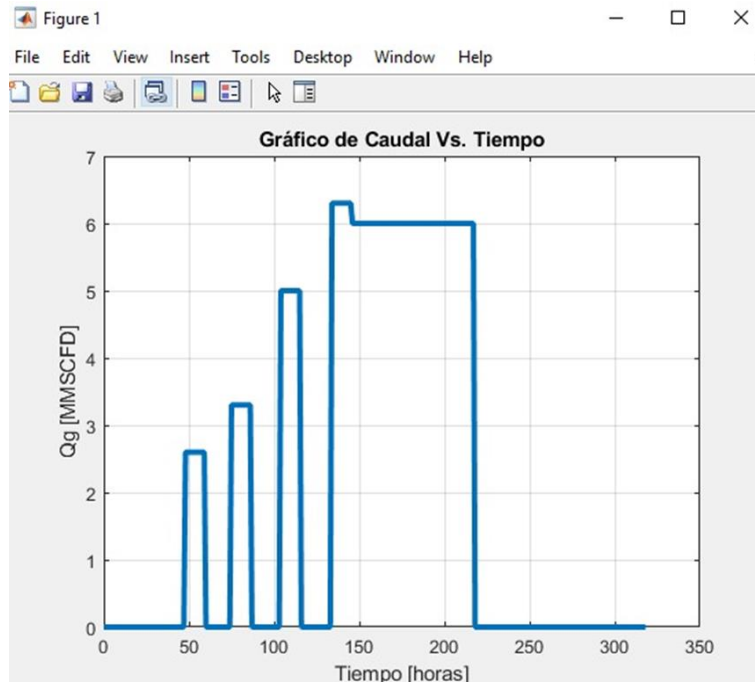 Figure 1
File Edit View Insert Tools Desktop Window Help
Gráfico de Caudal Vs. Tiempo
7
6
5
4
3
2
1
0
Qg [MMSCFD]
0 50 100 150 200 250 300 350
Tiempo [horas]